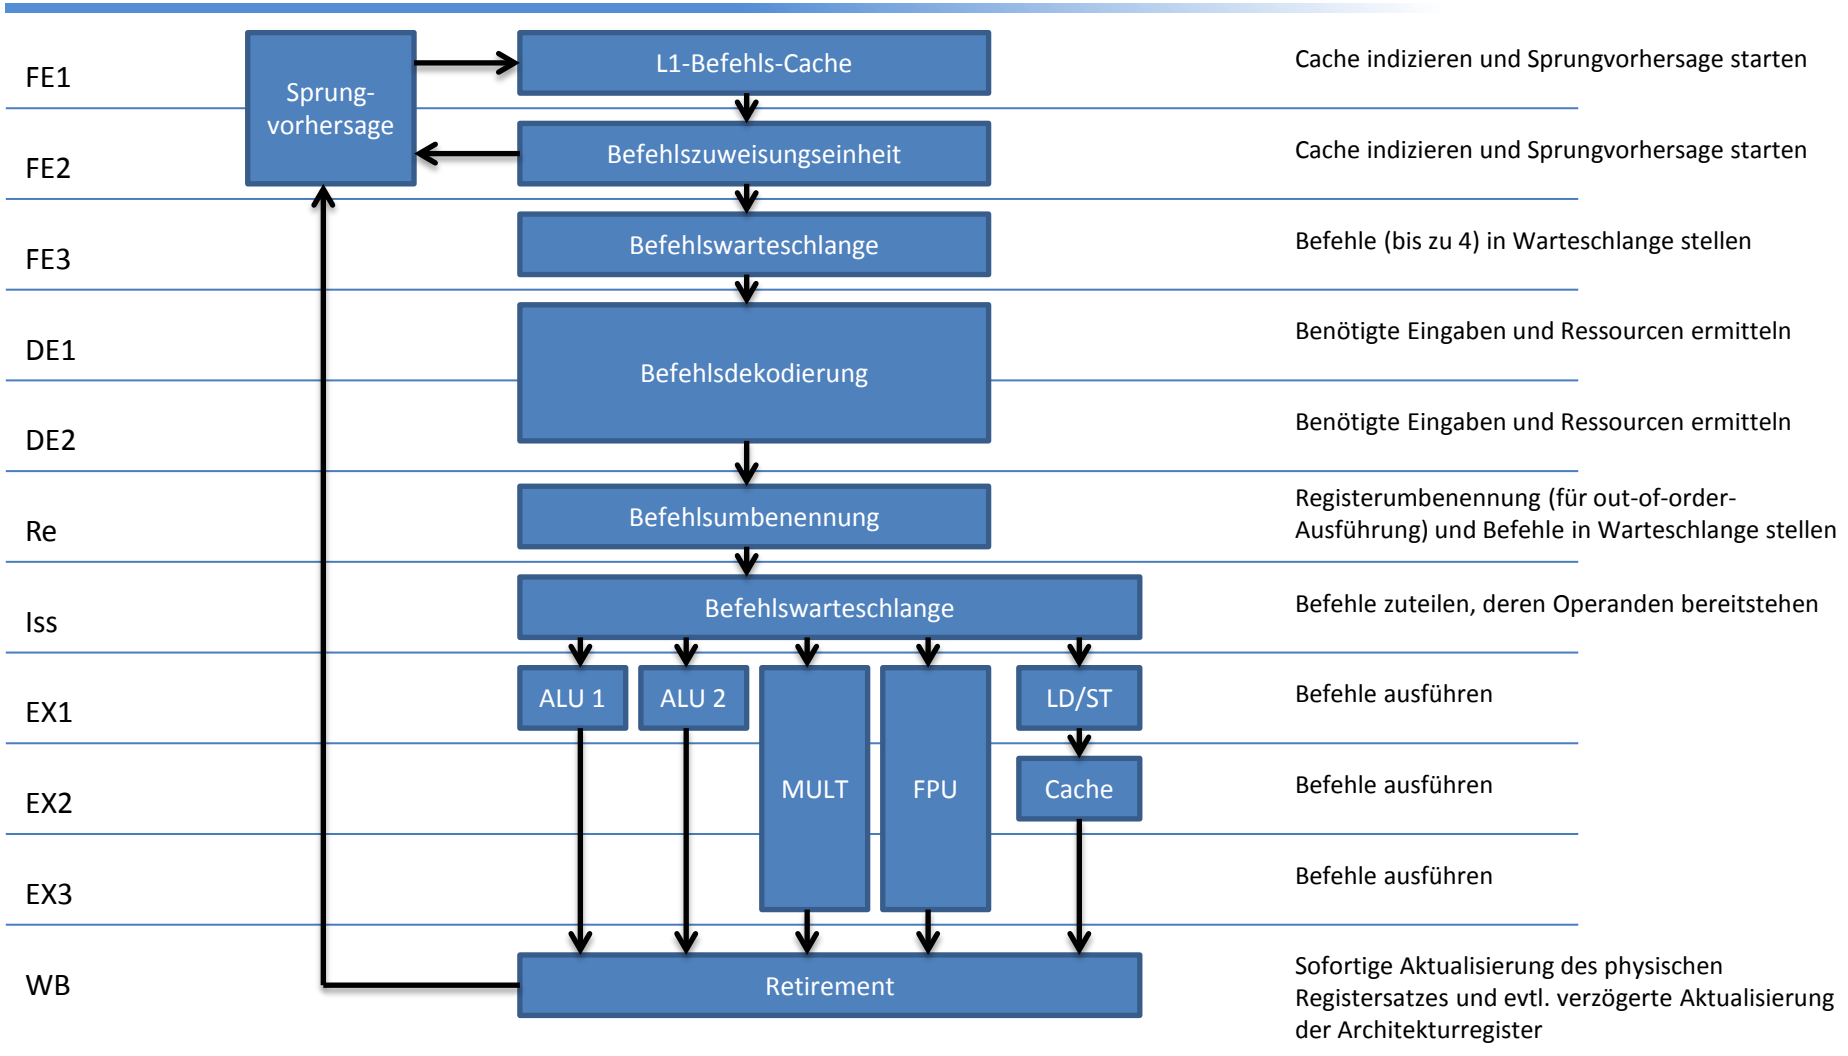 FE1
Sprung-
vorhersage
L1-Befehls-Cache
Cache indizieren und Sprungvorhersage starten
FE2
Befehlszuweisungseinheit
Cache indizieren und Sprungvorhersage starten
FE3
Befehlswarteschlange
Befehle (bis zu 4) in Warteschlange stellen
DE1
Befehlsdekodierung
Benötigte Eingaben und Ressourcen ermitteln
DE2
Benötigte Eingaben und Ressourcen ermitteln
Re
Befehlsumbenennung
Registerumbenennung (für out-of-order-
Ausführung) und Befehle in Warteschlange stellen
Iss
Befehlswarteschlange
Befehle zuteilen, deren Operanden bereitstehen
EX1
ALU 1
ALU 2
LD/ST
Befehle ausführen
EX2
MULT
FPU
Cache
Befehle ausführen
EX3
Befehle ausführen
WB
Retirement
Sofortige Aktualisierung des physischen
Registersatzes und evtl. verzögerte Aktualisierung
der Architekturregister